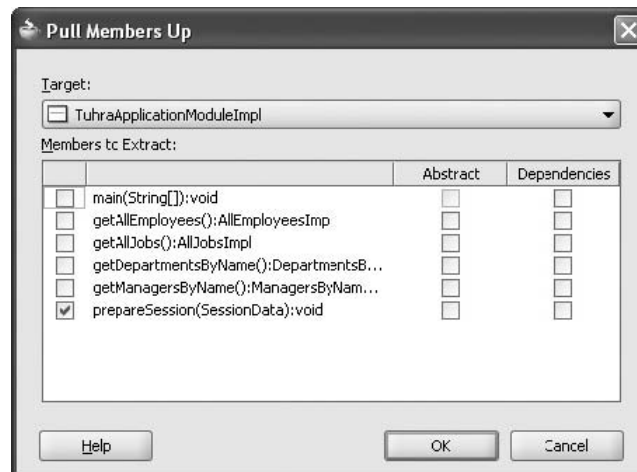 Pull Members Up
Target:
TuhraApplicationModuleImpl
Members to Extract:
Abstract Dependencies
main(String[]):void
getAllEmployees():AllEmployeesImp
getAllJobs():AllJobsImpl
getDepartmentsByName():DepartmentsB...
getManagersByName():ManagersByNam...
prepareSession(SessionData):void
Help OK Cancel